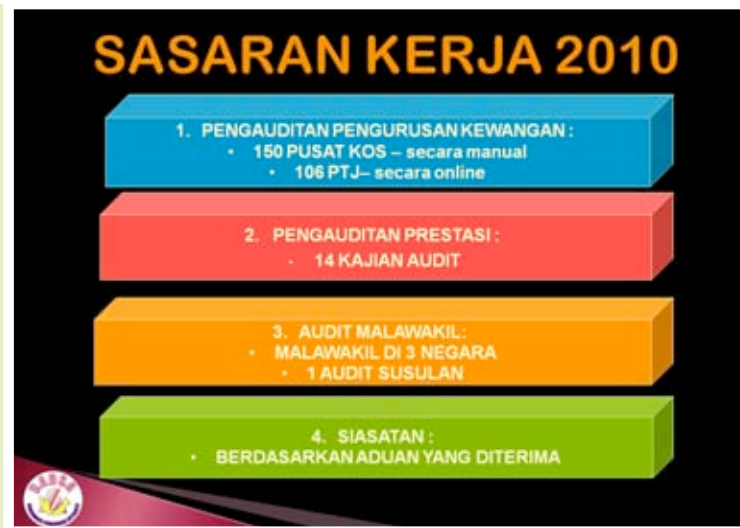 SASARAN KERJA 2010
1. PENGAUDITAN PENGURUSAN KEWANGAN :
• 150 PUSAT KOS – secara manual
• 106 PTJ– secara online
2. PENGAUDITAN PRESTASI :
- 14 KAJIAN AUDIT
3. AUDIT MALAWAKIL:
• MALAWAKIL DI 3 NEGARA
• 1 AUDIT SUSULAN
4. SIASATAN :
• BERDASARKAN ADUAN YANG DITERIMA